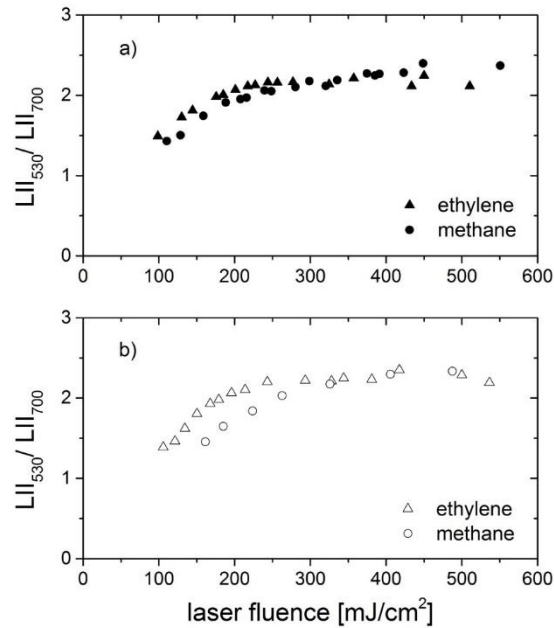 3
a)
2
LII530/ LII700
1
ethylene
methane
0
0 100 200 300 400 500 600
3
b)
2
LII530/ LII700
1
ethylene
methane
0
0 100 200 300 400 500 600
laser fluence [mJ/cm²]